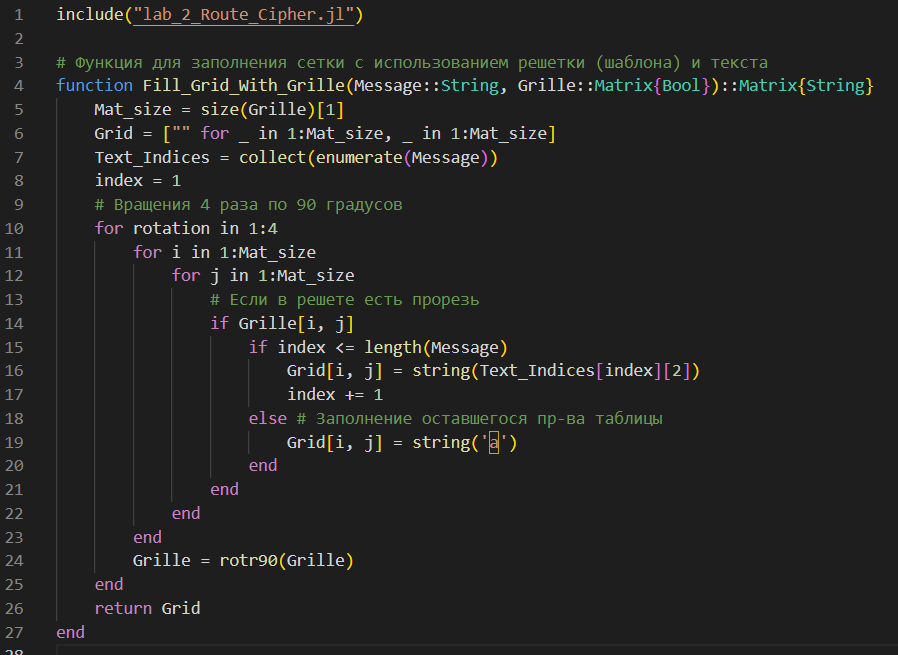 1 include("lab_2_Route_Cipher.jl")
2
3 # Функция для заполнения сетки с использованием решетки (шаблона) и текста
4 function Fill_Grid_With_Grille(Message::String, Grille::Matrix{Bool})::Matrix{String}
5 Mat_size = size(Grille)[1]
6 Grid = ["" for _ in 1:Mat_size, _ in 1:Mat_size]
7 Text_Indices = collect(enumerate(Message))
8 index = 1
9 # Вращения 4 раза по 90 градусов
10 for rotation in 1:4
11 for i in 1:Mat_size
12 for j in 1:Mat_size
13 # Если в решете есть прорезь
14 if Grille[i, j]
15 if index <= length(Message)
16 Grid[i, j] = string(Text_Indices[index][2])
17 index += 1
18 else # Заполнение оставшегося пр-ва таблицы
19 Grid[i, j] = string('а')
20 end
21 end
22 end
23 end
24 Grille = rotr90(Grille)
25 end
26 return Grid
27 end
28